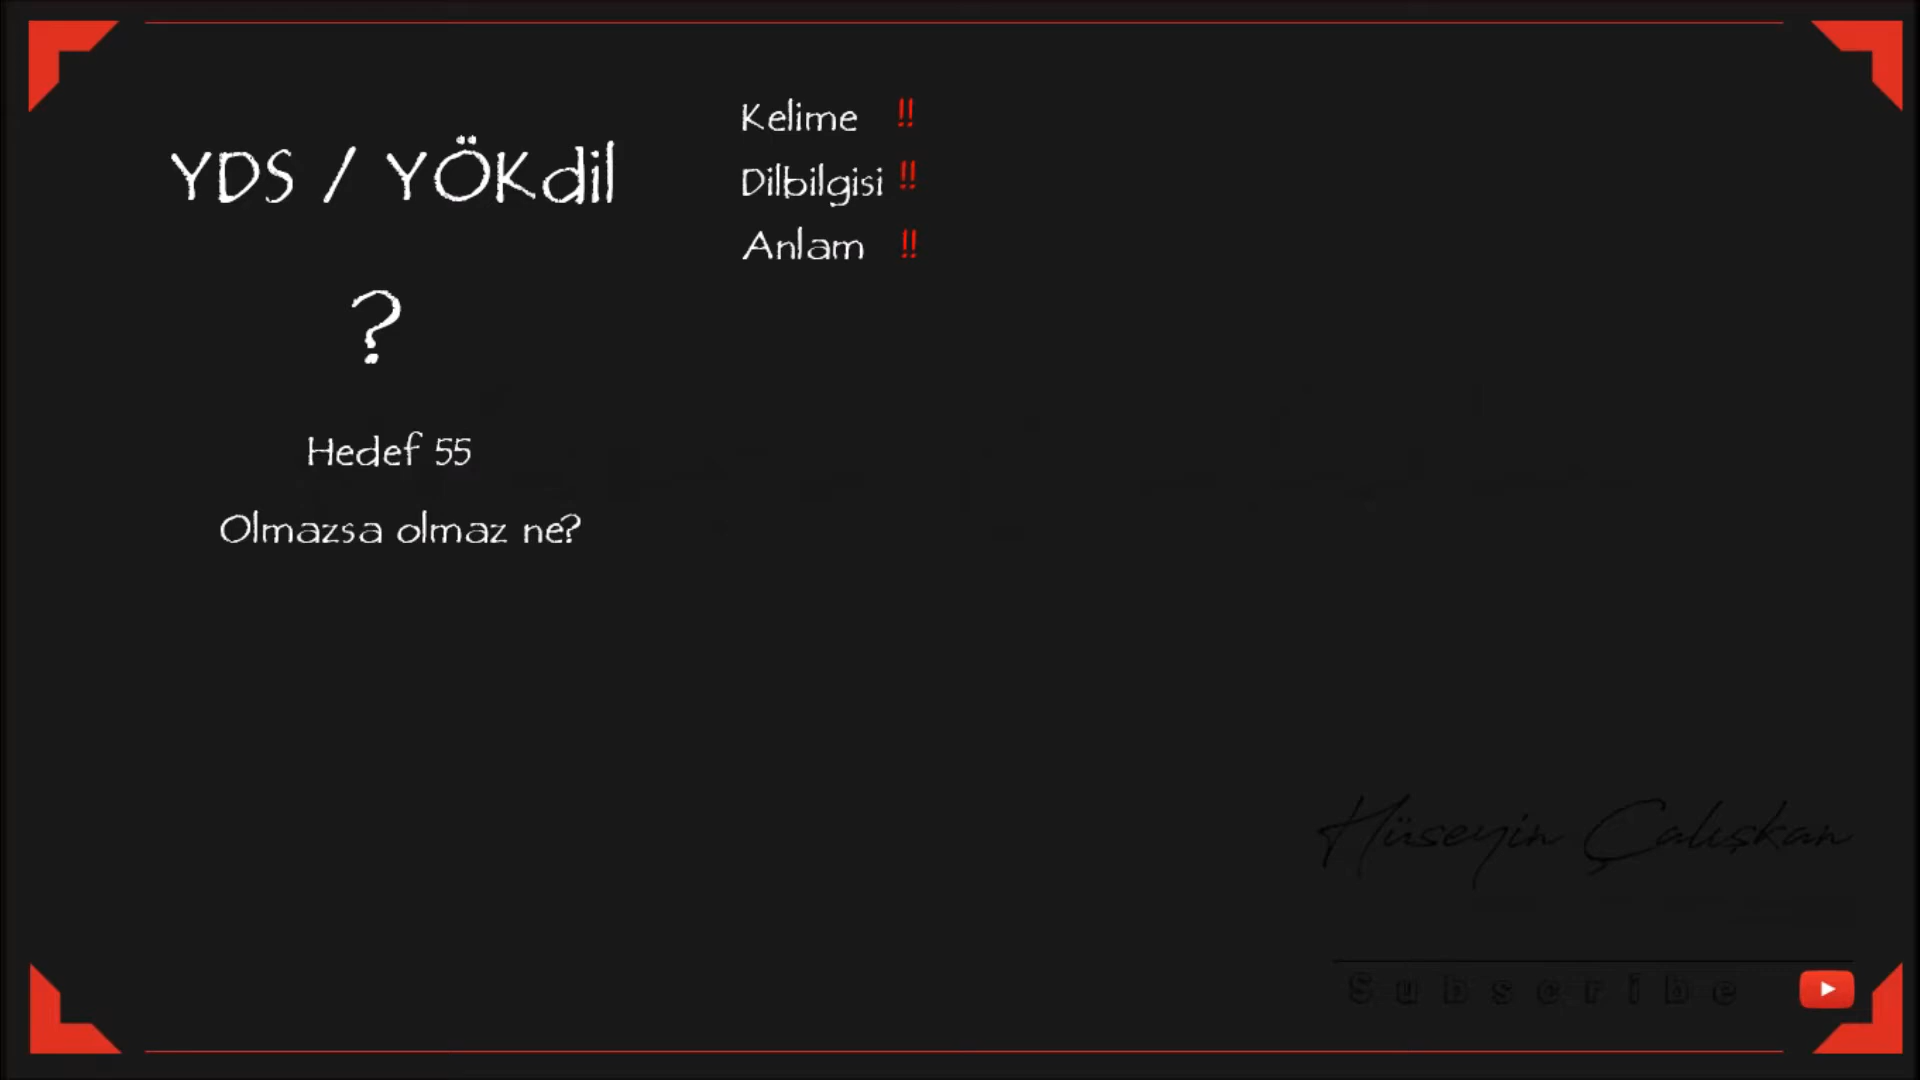 YDS / YÖKdil
?
Hedef 55
Olmazsa olmaz ne?
Kelime !!
Dilbilgisi !!
Anlam !!
Hüseyin Çalışkan
Subscribe